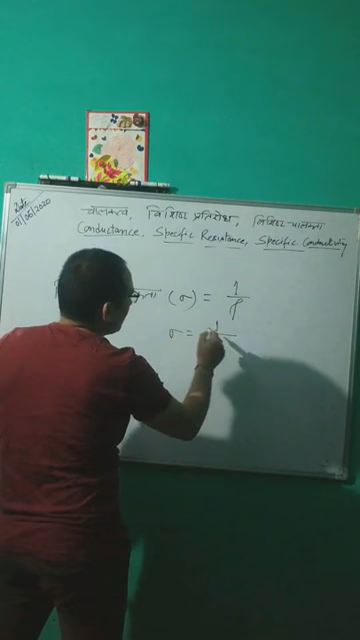 Date
01/06/2020
चालकत्व, विशिष्ट प्रतिरोध, विशिष्ट चालकता
Conductance, Specific Resistance, Specific Conductivity
(σ) = 1/ρ
σ = 1